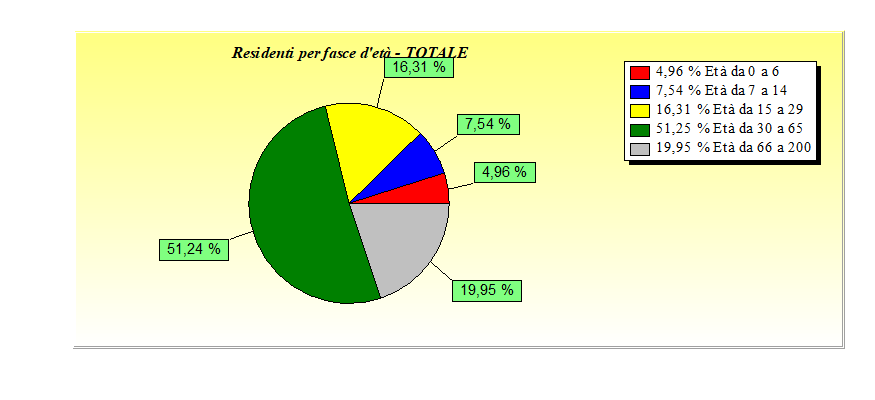 Residenti per fasce d'età - TOTALE
16,31 %
7,54 %
4,96 %
51,24 %
19,95 %
4,96 % Età da 0 a 6
7,54 % Età da 7 a 14
16,31 % Età da 15 a 29
51,25 % Età da 30 a 65
19,95 % Età da 66 a 200